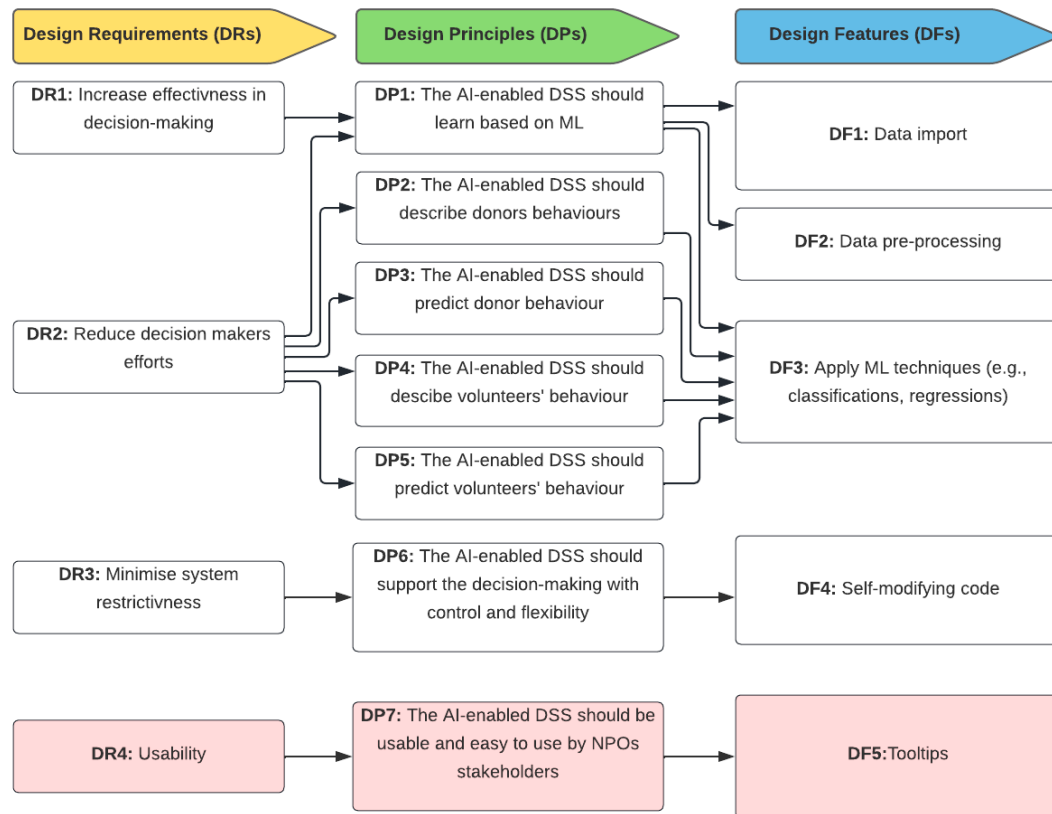 Design Requirements (DRs)
Design Principles (DPs)
Design Features (DFs)
DR1: Increase effectivness in
decision-making
DR2: Reduce decision makers
efforts
DR3: Minimise system
restrictivness
DR4: Usability
DP1: The AI-enabled DSS should
learn based on ML
DP2: The AI-enabled DSS should
describe donors behaviours
DP3: The AI-enabled DSS should
predict donor behaviour
DP4: The AI-enabled DSS should
descibe volunteers' behaviour
DP5: The AI-enabled DSS should
predict volunteers' behaviour
DP6: The AI-enabled DSS should
support the decision-making with
control and flexibility
DP7: The AI-enabled DSS should be
usable and easy to use by NPOs
stakeholders
DF1: Data import
DF2: Data pre-processing
DF3: Apply ML techniques (e.g.,
classifications, regressions)
DF4: Self-modifying code
DF5:Tooltips